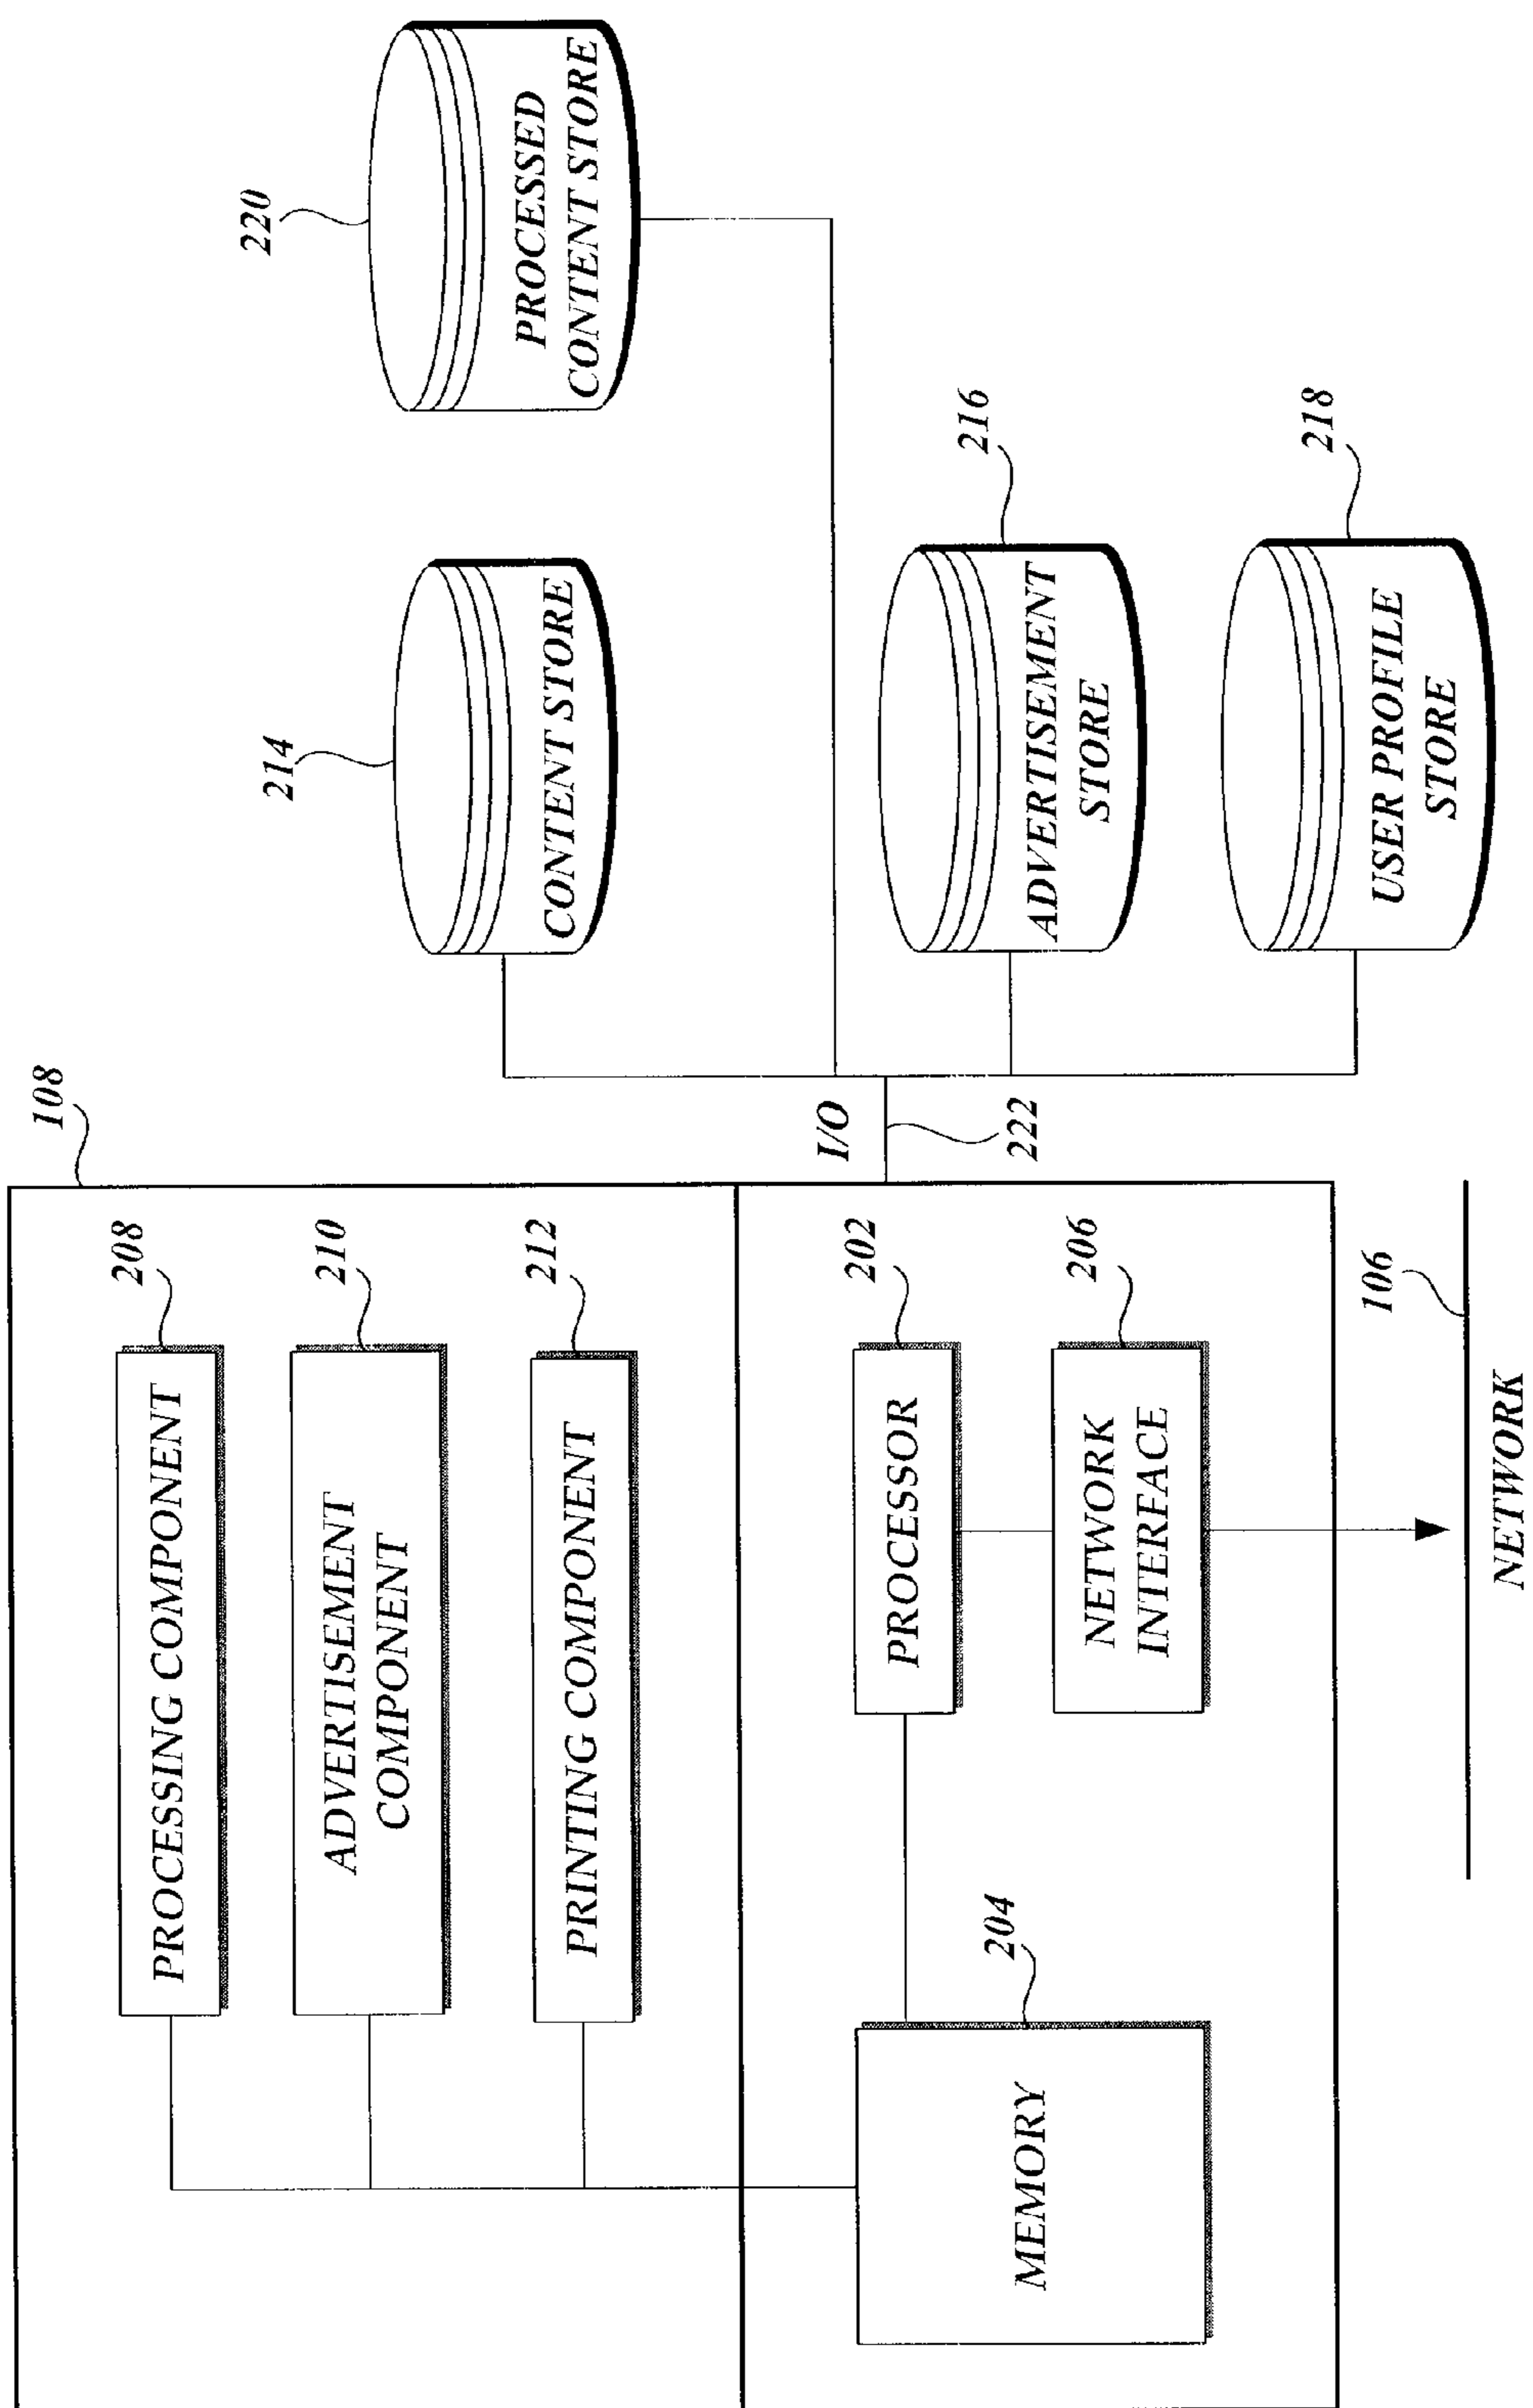 108
208
PROCESSING COMPONENT
210
ADVERTISEMENT
COMPONENT
212
PRINTING COMPONENT
202
PROCESSOR
204
MEMORY
206
NETWORK
INTERFACE
106
NETWORK
I/O
222
214
CONTENT STORE
220
PROCESSED
CONTENT STORE
216
ADVERTISEMENT
STORE
218
USER PROFILE
STORE